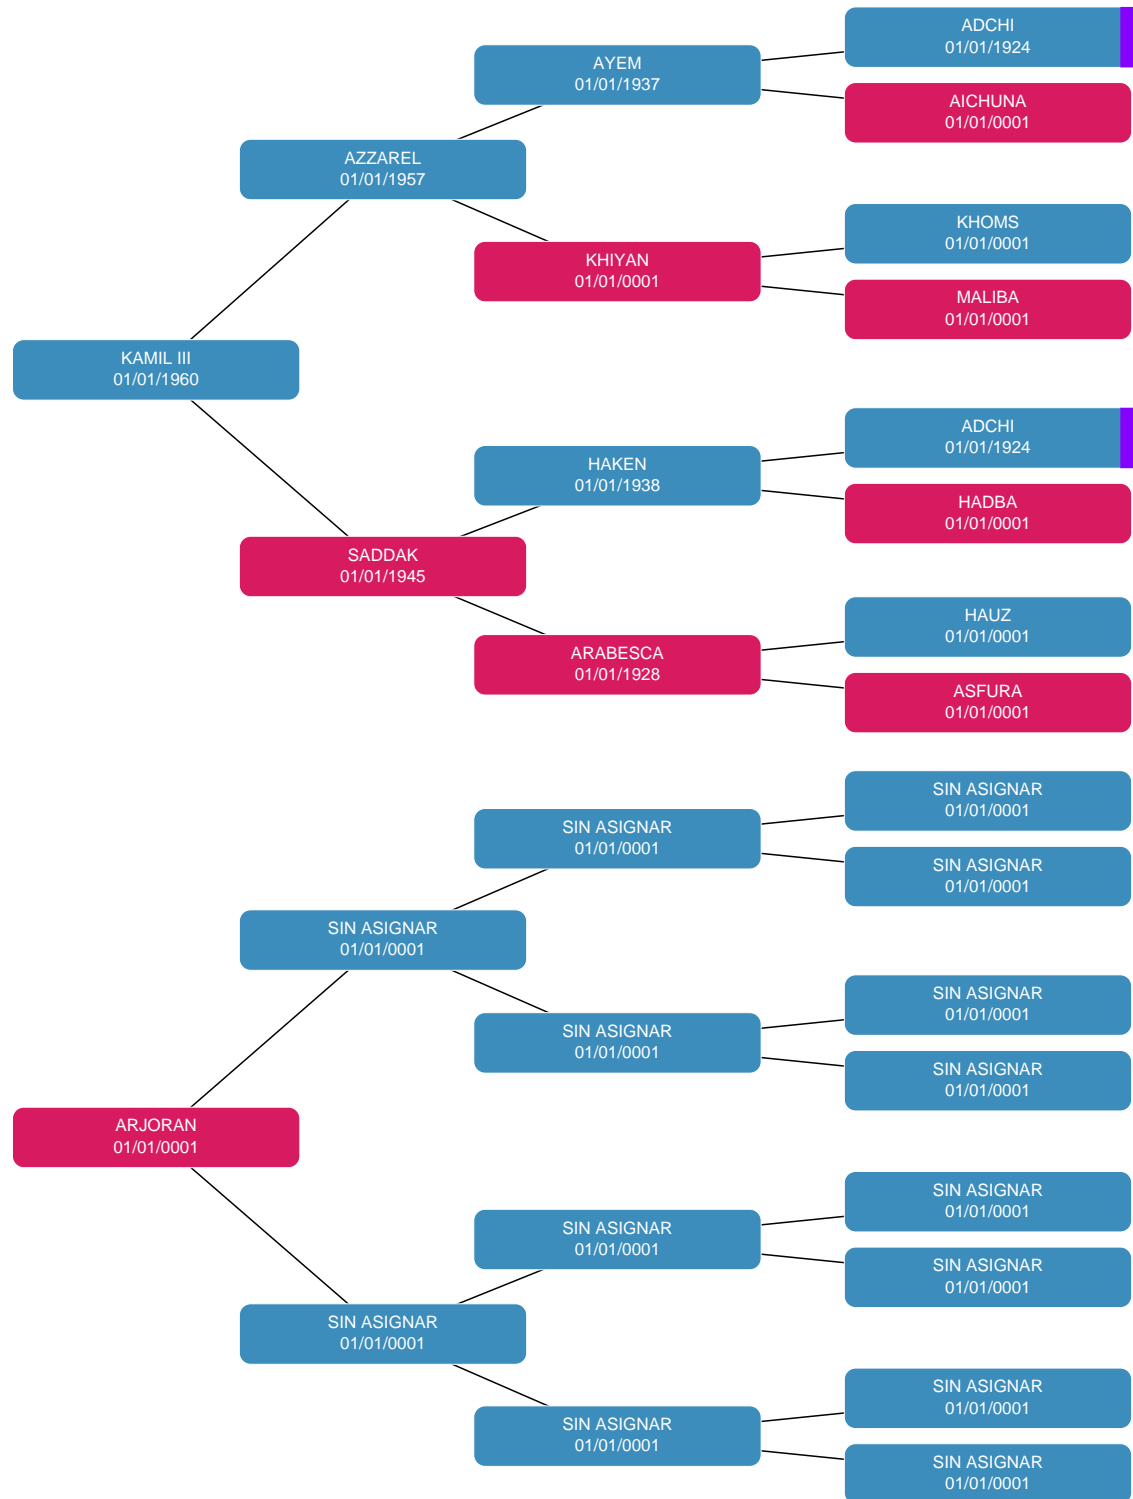 ADCHI
01/01/1924
AYEM
01/01/1937
AICHUNA
01/01/0001
AZZAREL
01/01/1957
KHOMS
01/01/0001
KHIYAN
01/01/0001
MALIBA
01/01/0001
KAMIL III
01/01/1960
ADCHI
01/01/1924
HAKEN
01/01/1938
HADBA
01/01/0001
SADDAK
01/01/1945
HAUZ
01/01/0001
ARABESCA
01/01/1928
ASFURA
01/01/0001
SIN ASIGNAR
01/01/0001
SIN ASIGNAR
01/01/0001
SIN ASIGNAR
01/01/0001
SIN ASIGNAR
01/01/0001
SIN ASIGNAR
01/01/0001
SIN ASIGNAR
01/01/0001
SIN ASIGNAR
01/01/0001
ARJORAN
01/01/0001
SIN ASIGNAR
01/01/0001
SIN ASIGNAR
01/01/0001
SIN ASIGNAR
01/01/0001
SIN ASIGNAR
01/01/0001
SIN ASIGNAR
01/01/0001
SIN ASIGNAR
01/01/0001
SIN ASIGNAR
01/01/0001